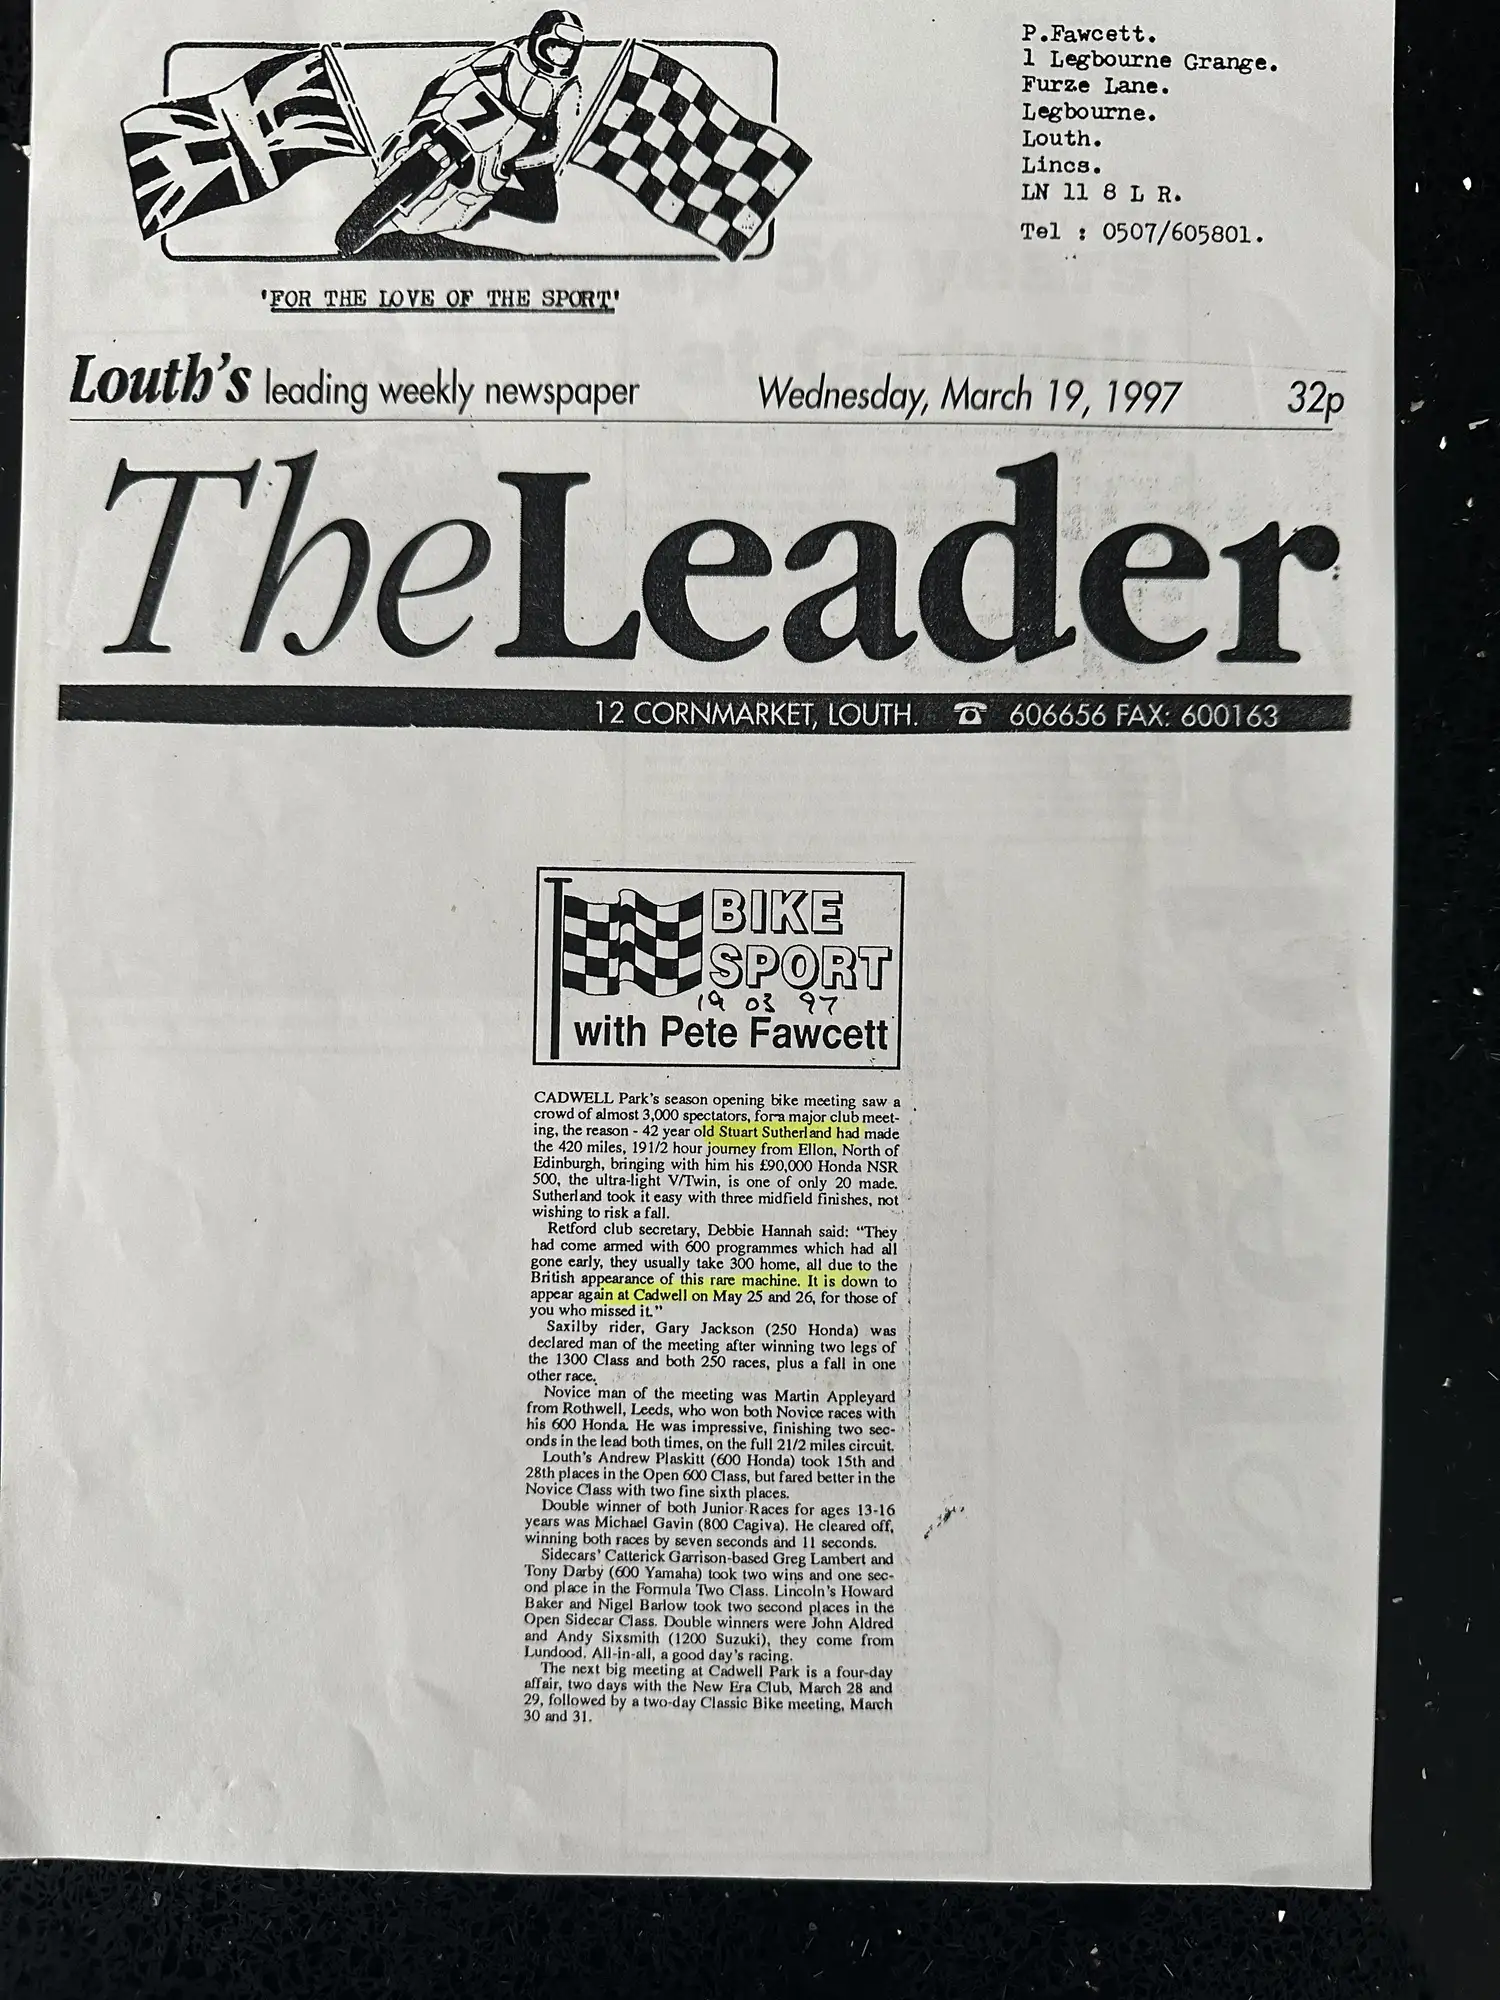 P.Fawcett.
1 Legbourne Grange.
Furze Lane.
Legbourne.
Louth.
Lincs.
LN 11 8 L R.
Tel : 0507/605801.
7
'FOR THE LOVE OF THE SPORT'
Louth's leading weekly newspaper Wednesday, March 19, 1997 32p
The Leader
12 CORNMARKET, LOUTH. ☎ 606656 FAX: 600163
BIKE
SPORT
19 03 97
with Pete Fawcett
CADWELL Park's season opening bike meeting saw a
crowd of almost 3,000 spectators, for a major club meet-
ing, the reason - 42 year old Stuart Sutherland had made
the 420 miles, 191/2 hour journey from Ellon, North of
Edinburgh, bringing with him his £90,000 Honda NSR
500, the ultra-light V/Twin, is one of only 20 made.
Sutherland took it easy with three midfield finishes, not
wishing to risk a fall.
Retford club secretary, Debbie Hannah said: "They
had come armed with 600 programmes which had all
gone early, they usually take 300 home, all due to the
British appearance of this rare machine. It is down to
appear again at Cadwell on May 25 and 26, for those of
you who missed it."
Saxilby rider, Gary Jackson (250 Honda) was
declared man of the meeting after winning two legs of
the 1300 Class and both 250 races, plus a fall in one
other race.
Novice man of the meeting was Martin Appleyard
from Rothwell, Leeds, who won both Novice races with
his 600 Honda. He was impressive, finishing two sec-
onds in the lead both times, on the full 21/2 miles circuit.
Louth's Andrew Plaskitt (600 Honda) took 15th and
28th places in the Open 600 Class, but fared better in the
Novice Class with two fine sixth places.
Double winner of both Junior Races for ages 13-16
years was Michael Gavin (800 Cagiva). He cleared off,
winning both races by seven seconds and 11 seconds.
Sidecars' Catterick Garrison-based Greg Lambert and
Tony Darby (600 Yamaha) took two wins and one sec-
ond place in the Formula Two Class. Lincoln's Howard
Baker and Nigel Barlow took two second places in the
Open Sidecar Class. Double winners were John Aldred
and Andy Sixsmith (1200 Suzuki), they come from
Lundood. All-in-all, a good day's racing.
The next big meeting at Cadwell Park is a four-day
affair, two days with the New Era Club, March 28 and
29, followed by a two-day Classic Bike meeting, March
30 and 31.